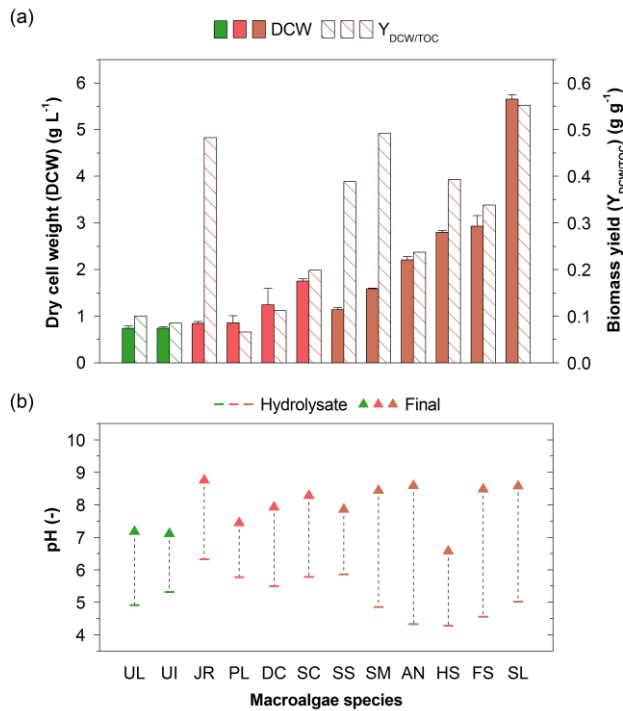 (a)
DCW Y_DCW/TOC
Dry cell weight (DCW) (g L⁻¹)
6
5
4
3
2
1
0
0.6
0.5
0.4
0.3
0.2
0.1
0.0
Biomass yield (Y_DCW/TOC) (g g⁻¹)
(b)
Hydrolysate Final
pH (-)
10
9
8
7
6
5
4
UL UI JR PL DC SC SS SM AN HS FS SL
Macroalgae species